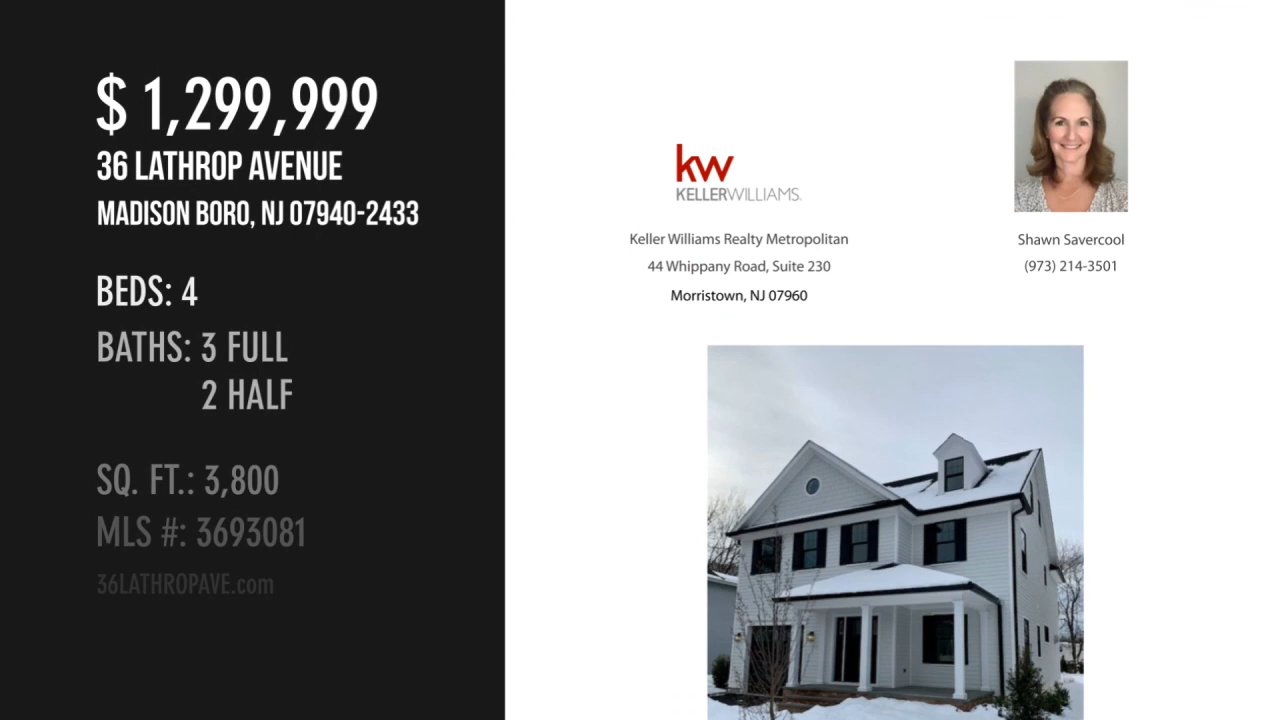 $ 1,299,999
36 LATHROP AVENUE
MADISON BORO, NJ 07940-2433
BEDS: 4
BATHS: 3 FULL
2 HALF
SQ. FT.: 3,800
MLS #: 3693081
36LATHROPAVE.com
kw
KELLERWILLIAMS.
Keller Williams Realty Metropolitan
44 Whippany Road, Suite 230
Morristown, NJ 07960
Shawn Savercool
(973) 214-3501